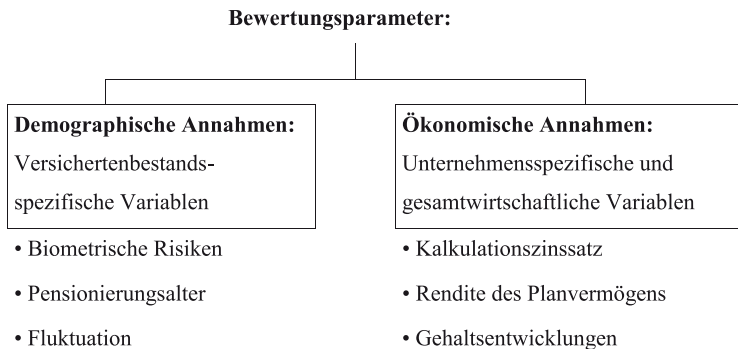 Bewertungsparameter:
Demographische Annahmen:
Versichertenbestands-
spezifische Variablen
• Biometrische Risiken
• Pensionierungsalter
• Fluktuation
Ökonomische Annahmen:
Unternehmensspezifische und
gesamtwirtschaftliche Variablen
• Kalkulationszinssatz
• Rendite des Planvermögens
• Gehaltsentwicklungen